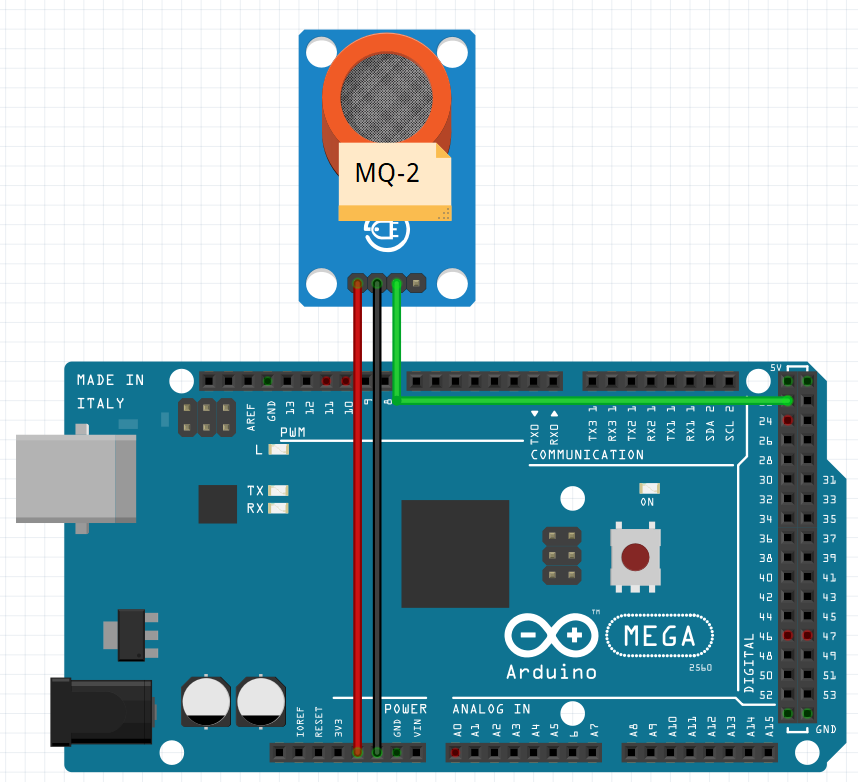 MQ-2
5V
MADE IN
ITALY
AREF
GND
13
12
11
10
9
8
TX0
RX0
TX3 1
RX3 1
TX2 1
RX2 1
TX1 1
RX1 1
SDA 2
SCL 2
PWM
L
COMMUNICATION
TX
RX
ON
24
26
28
30 31
32 33
34 35
36 37
38 39
40 41
42 43
44 45
46 47
48 49
50 51
52 53
DIGITAL
TM
MEGA
2560
Arduino
POWER
ANALOG IN
IOREF
RESET
3V3
GND
VIN
A0
A1
A2
A3
A4
A5
6
A7
A8
A9
A10
A11
A12
A13
A14
A15
GND